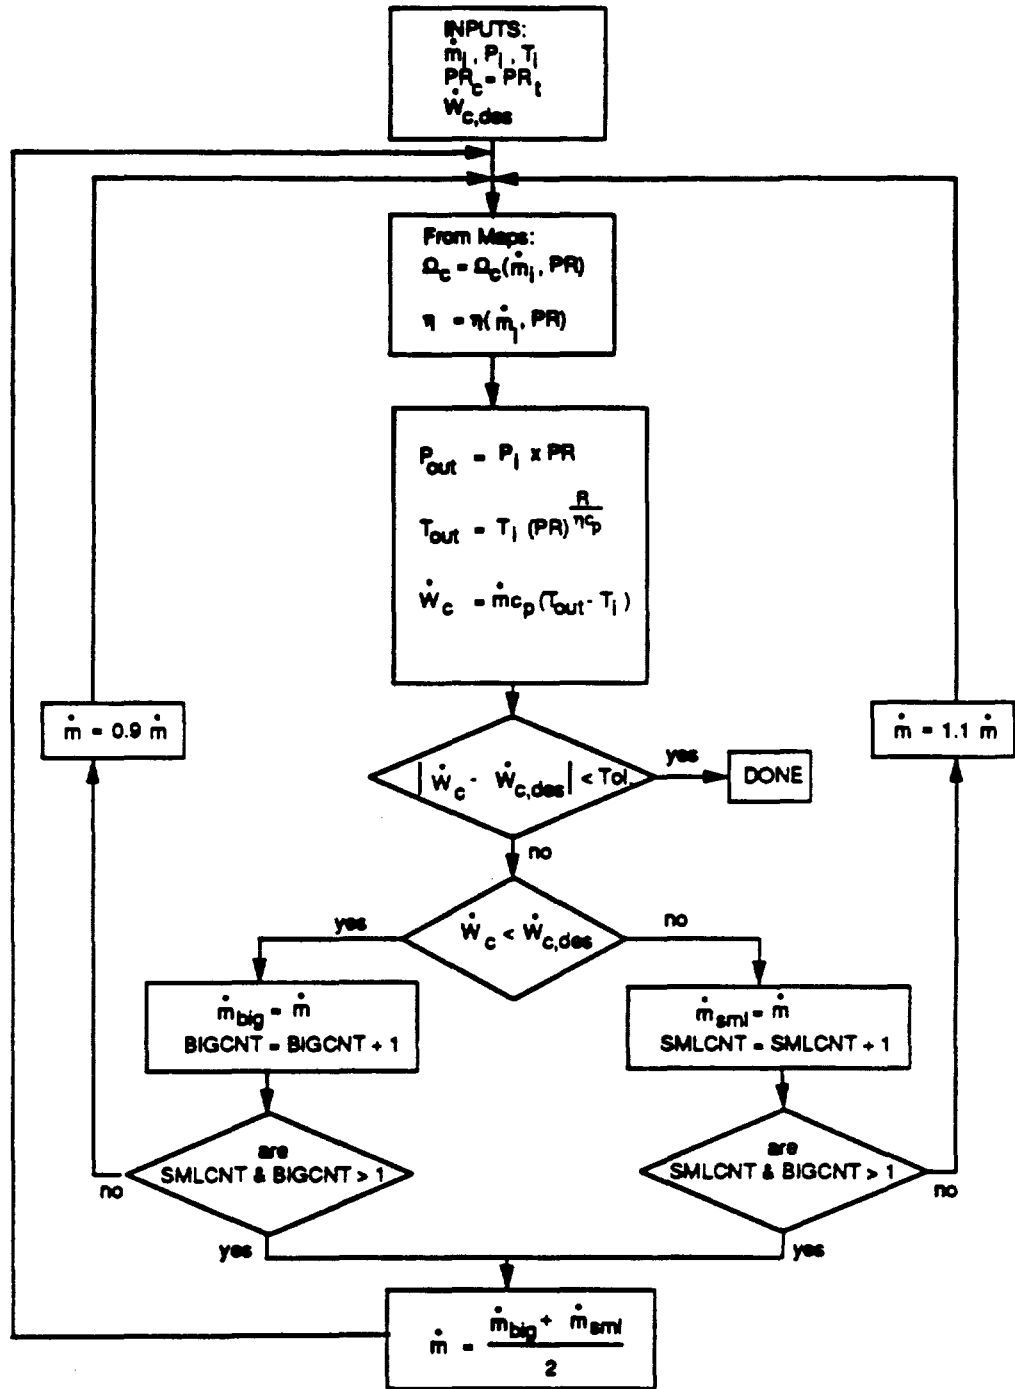 INPUTS:
ṁi , Pi , Ti
PRc = PRt
Ẇc,des
From Maps:
Ωc = Ωc(ṁi, PR)
η = η(ṁi, PR)
Pout = Pi x PR
Tout = Ti (PR)^(R/ηcp)
Ẇc = ṁcp(Tout - Ti)
ṁ = 0.9 ṁ
ṁ = 1.1 ṁ
| Ẇc - Ẇc,des | < Tol.
yes
DONE
no
yes
Ẇc < Ẇc,des
no
ṁbig = ṁ
BIGCNT = BIGCNT + 1
ṁsml = ṁ
SMLCNT = SMLCNT + 1
are
SMLCNT & BIGCNT > 1
no
are
SMLCNT & BIGCNT > 1
no
yes
yes
ṁ = (ṁbig + ṁsml)/2